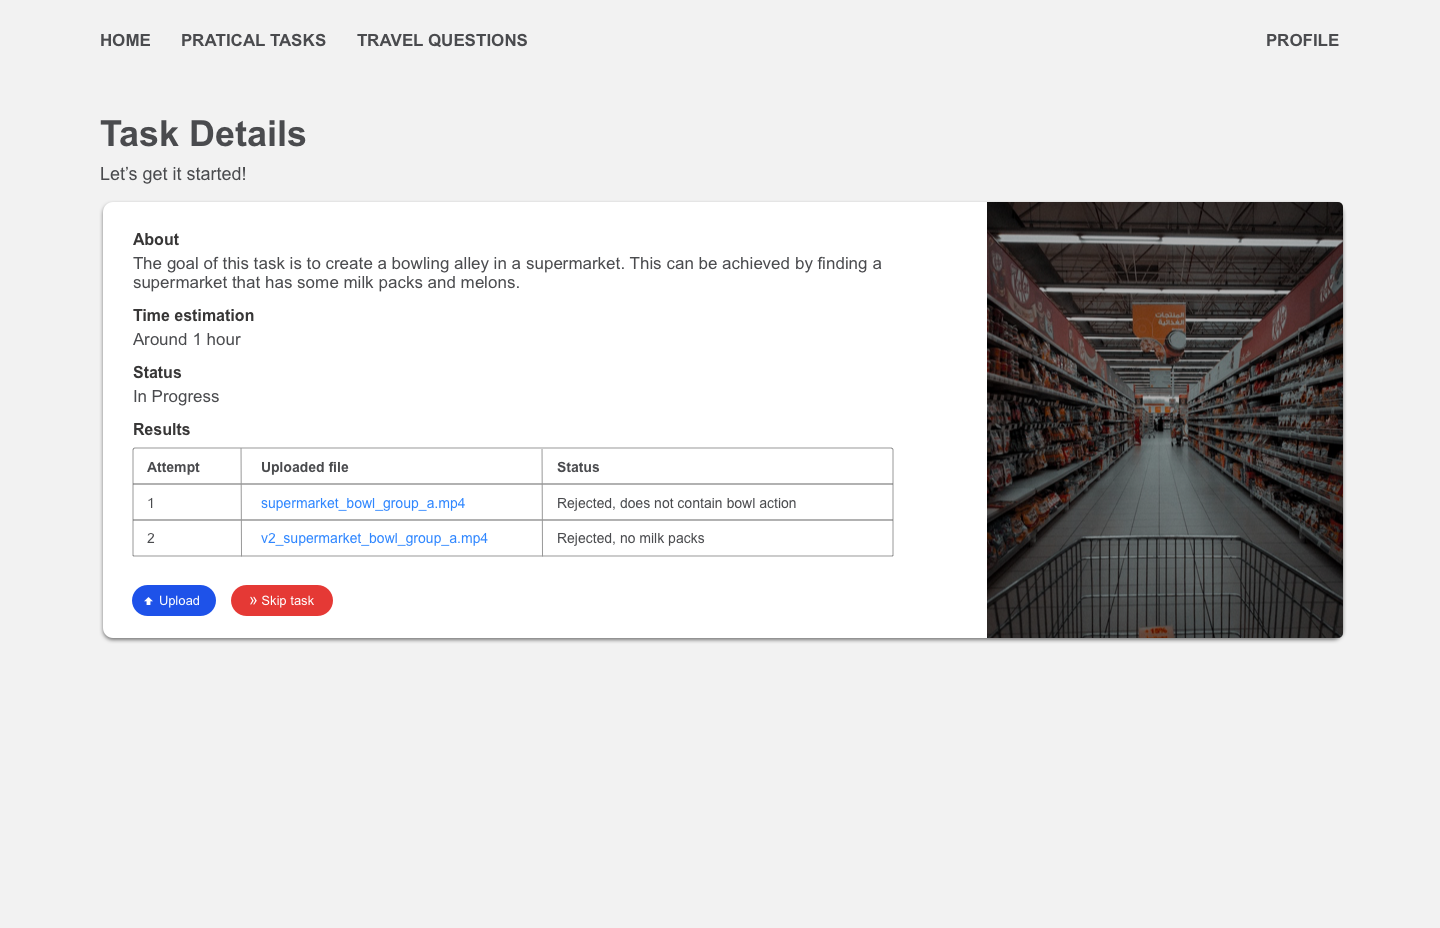 HOME PRATICAL TASKS TRAVEL QUESTIONS PROFILE
Task Details
Let's get it started!
About
The goal of this task is to create a bowling alley in a supermarket. This can be achieved by finding a
supermarket that has some milk packs and melons.
Time estimation
Around 1 hour
Status
In Progress
Results
Attempt Uploaded file Status
1 supermarket_bowl_group_a.mp4 Rejected, does not contain bowl action
2 v2_supermarket_bowl_group_a.mp4 Rejected, no milk packs
Upload » Skip task
المنتجات
الغذائية